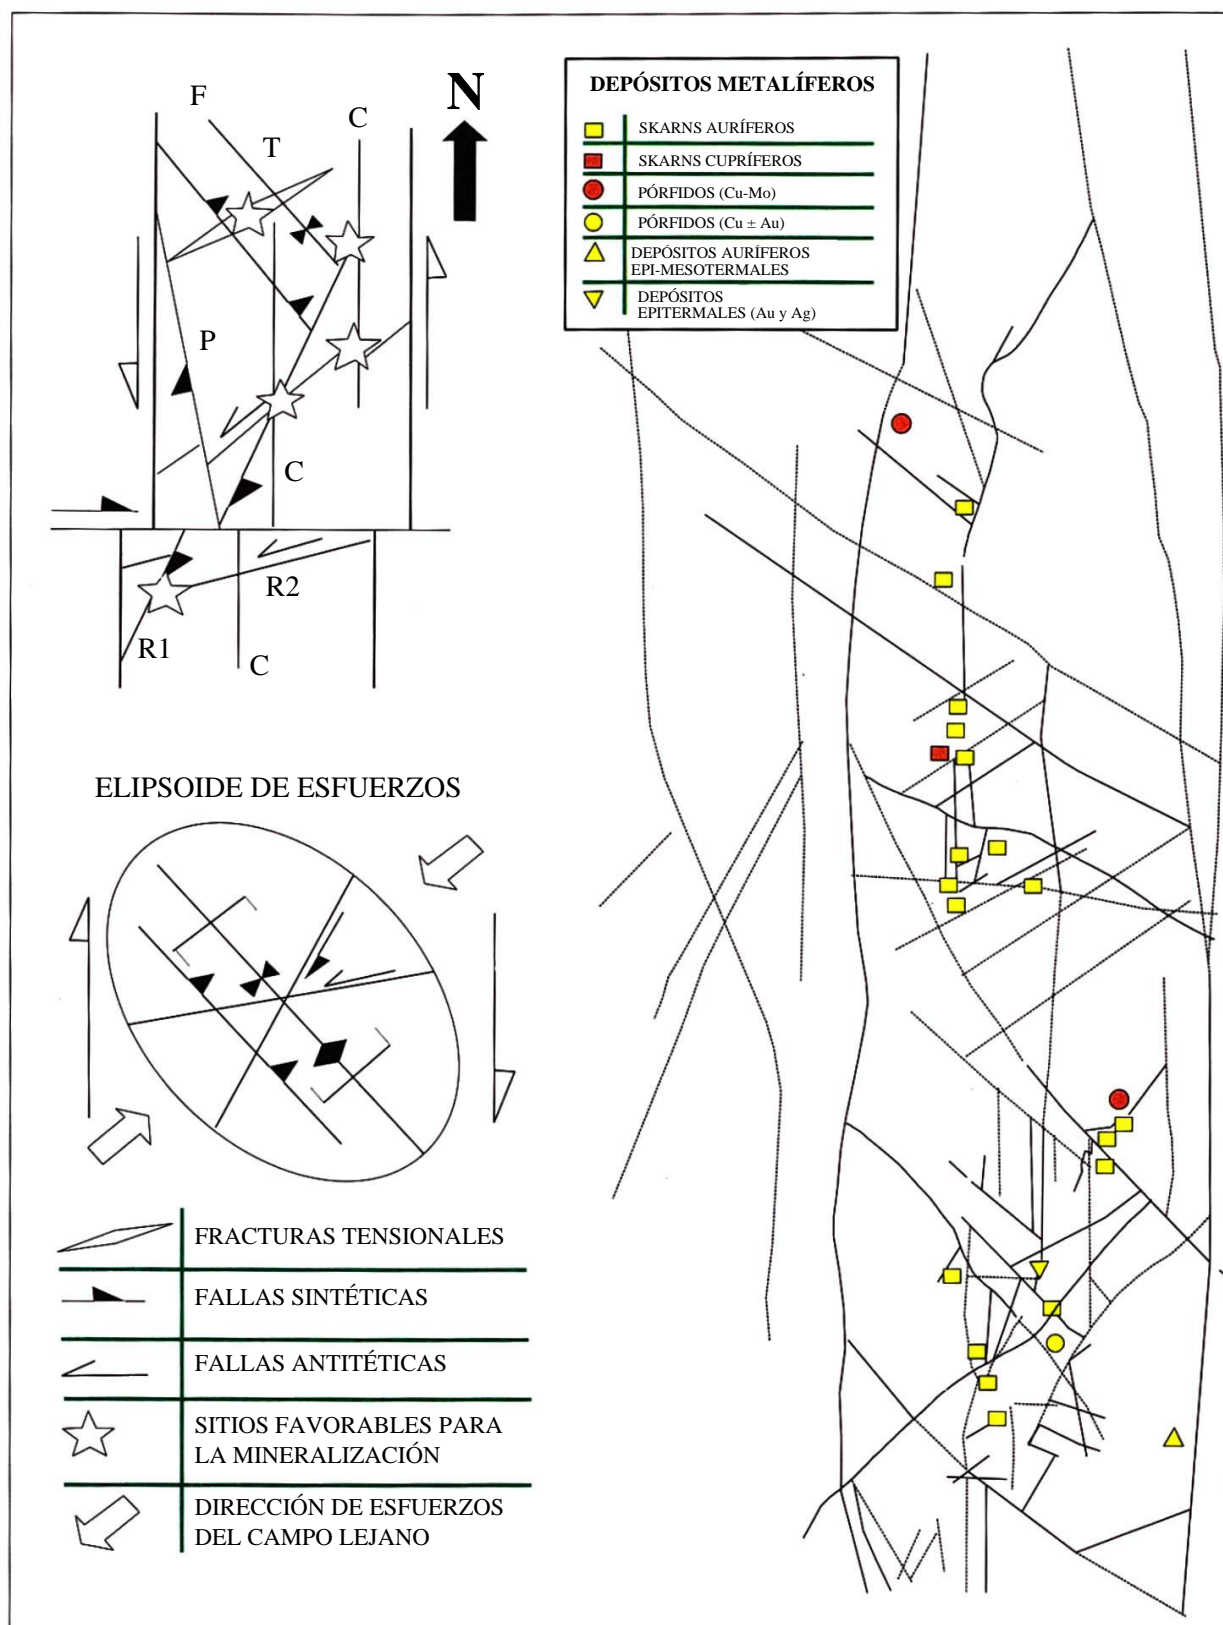 F
T
C
N
P
C
R2
R1
C
DEPÓSITOS METALÍFEROS
SKARNS AURÍFEROS
SKARNS CUPRÍFEROS
PÓRFIDOS (Cu-Mo)
PÓRFIDOS (Cu ± Au)
DEPÓSITOS AURÍFEROS
EPI-MESOTERMALES
DEPÓSITOS
EPITERMALES (Au y Ag)
ELIPSOIDE DE ESFUERZOS
FRACTURAS TENSIONALES
FALLAS SINTÉTICAS
FALLAS ANTITÉTICAS
SITIOS FAVORABLES PARA
LA MINERALIZACIÓN
DIRECCIÓN DE ESFUERZOS
DEL CAMPO LEJANO